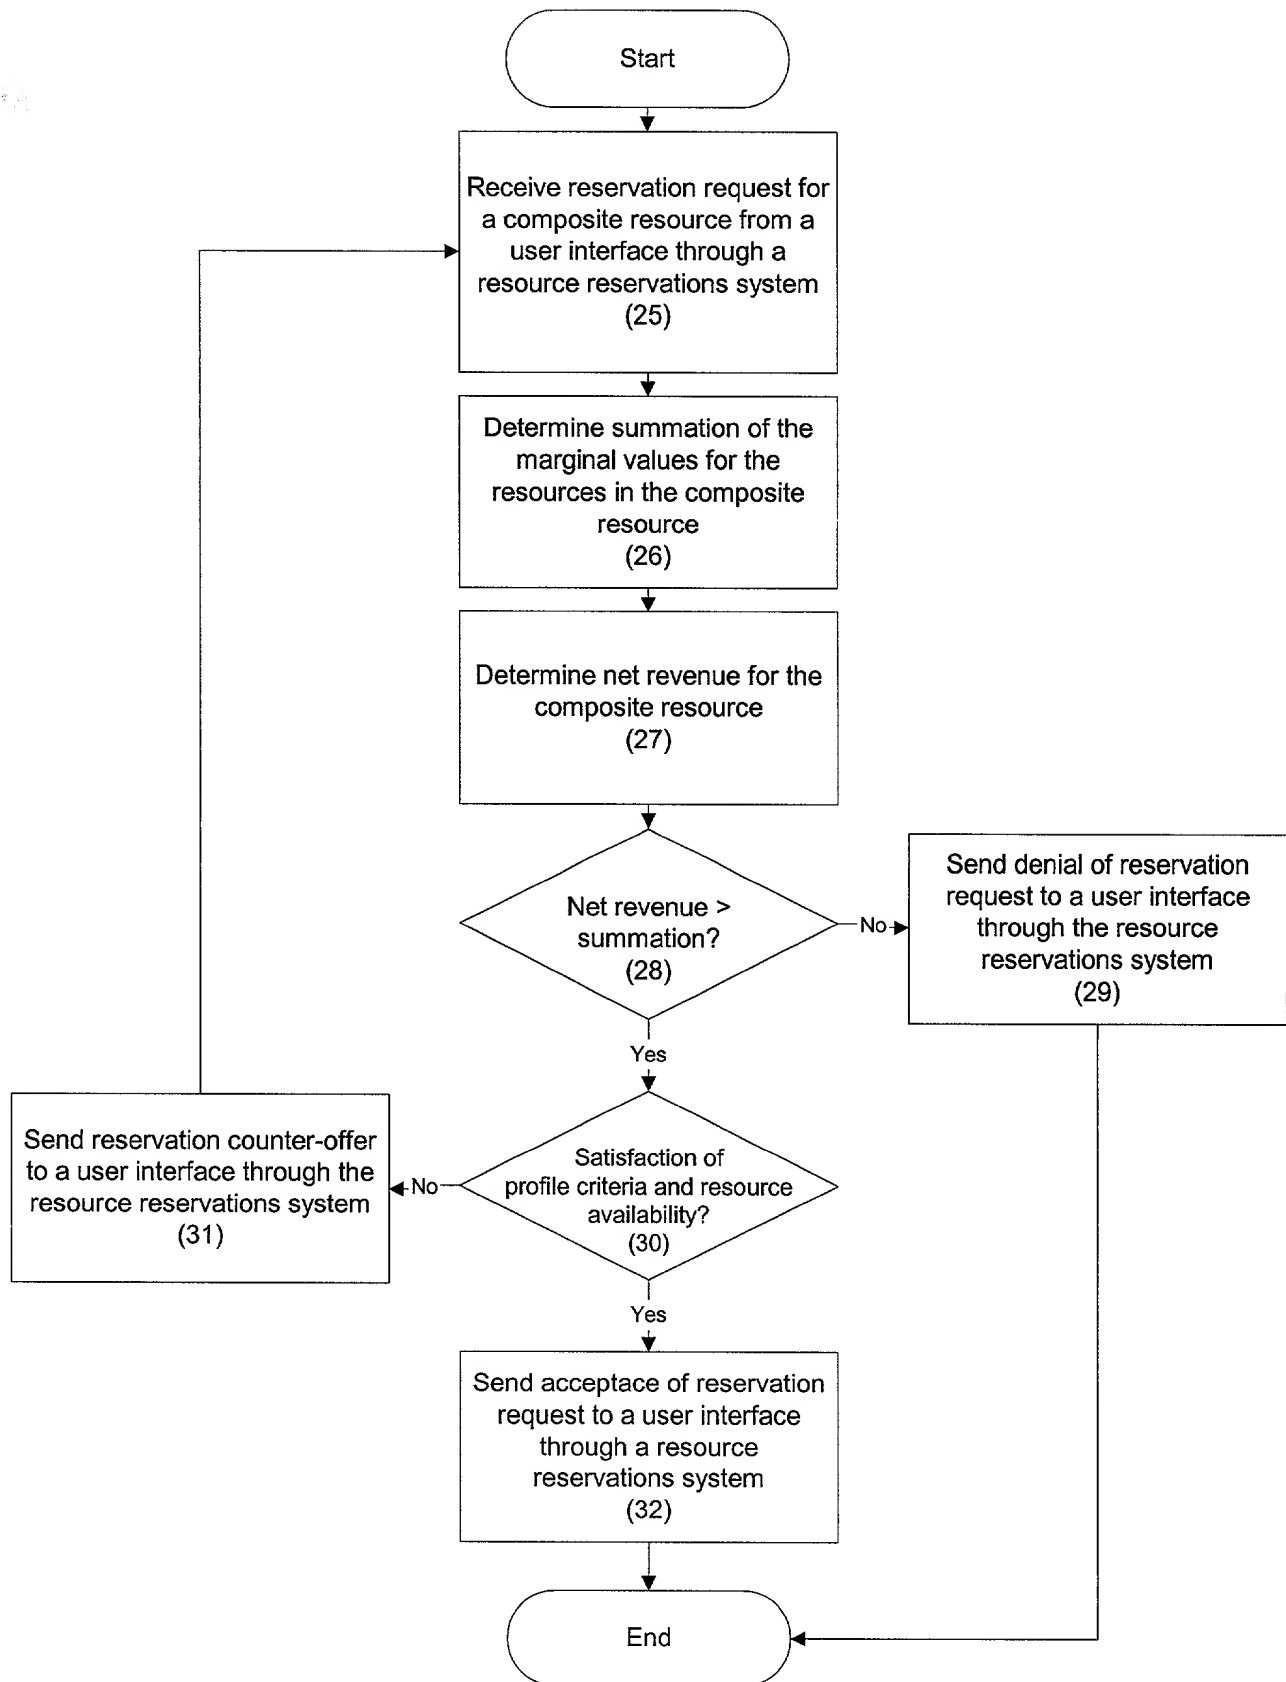 Start
Receive reservation request for
a composite resource from a
user interface through a
resource reservations system
(25)
Determine summation of the
marginal values for the
resources in the composite
resource
(26)
Determine net revenue for the
composite resource
(27)
Net revenue >
summation?
(28)
No
Send denial of reservation
request to a user interface
through the resource
reservations system
(29)
Yes
Satisfaction of
profile criteria and resource
availability?
(30)
No
Send reservation counter-offer
to a user interface through the
resource reservations system
(31)
Yes
Send acceptace of reservation
request to a user interface
through a resource
reservations system
(32)
End